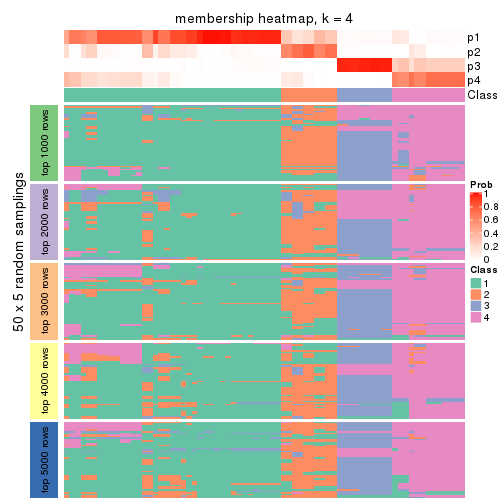 membership heatmap, k = 4
p1
p2
p3
p4
Class
50 x 5 random samplings
top 1000 rows
top 2000 rows
top 3000 rows
top 4000 rows
top 5000 rows
Prob
1
0.8
0.6
0.4
0.2
0
Class
1
2
3
4